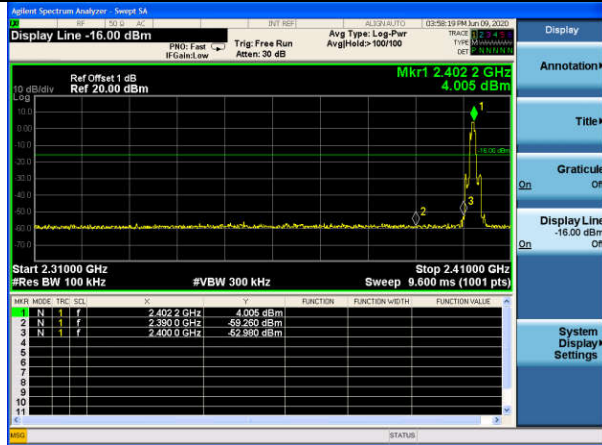 Agilent Spectrum Analyzer - Swept SA
RF 50 Ω AC INT REF ALIGN AUTO 03:58:19 PM Jun 09, 2020
Display Line -16.00 dBm
PNO: Fast
IFGain:Low
Trig: Free Run
Atten: 30 dB
Avg Type: Log-Pwr
Avg|Hold>100/100
TRACE 1 2 3 4 5 6
TYPE M
DET P N N N N N
Mkr1 2.402 2 GHz
4.005 dBm
Ref Offset 1 dB
10 dB/div Ref 20.00 dBm
Log
10.0
0.00
-10.0
-16.00 dBm
-20.0
-30.0
-40.0
-50.0
-60.0
-70.0
1
2
3
Start 2.31000 GHz Stop 2.41000 GHz
#Res BW 100 kHz #VBW 300 kHz Sweep 9.600 ms (1001 pts)
MKR MODE TRC SCL X Y FUNCTION FUNCTION WIDTH FUNCTION VALUE
1 N 1 f 2.402 2 GHz 4.005 dBm
2 N 1 f 2.390 0 GHz -59.260 dBm
3 N 1 f 2.400 0 GHz -52.980 dBm
4
5
6
7
8
9
10
11
MSG STATUS
Display
Annotation
Title
Graticule
On Off
Display Line
-16.00 dBm
On Off
System
Display
Settings